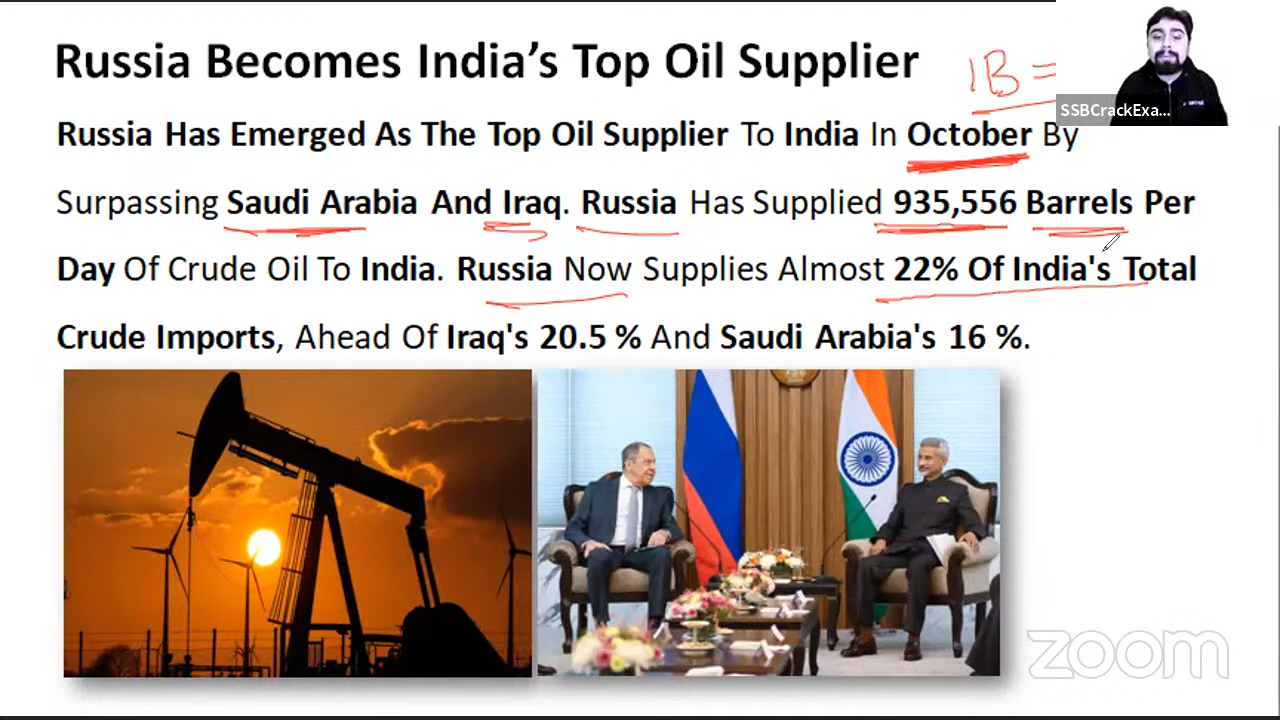 Russia Becomes India's Top Oil Supplier
1B =
SSBCrackExa...
Russia Has Emerged As The Top Oil Supplier To India In October By
Surpassing Saudi Arabia And Iraq. Russia Has Supplied 935,556 Barrels Per
Day Of Crude Oil To India. Russia Now Supplies Almost 22% Of India's Total
Crude Imports, Ahead Of Iraq's 20.5 % And Saudi Arabia's 16 %.
zoom